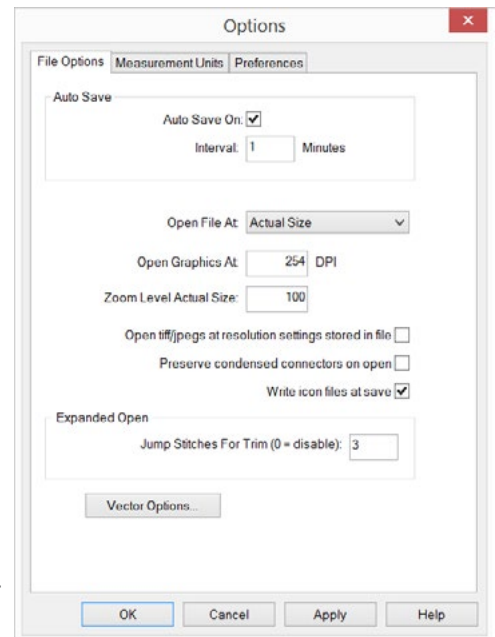 Options
File Options Measurement Units Preferences
Auto Save
Auto Save On:
Interval: 1 Minutes
Open File At: Actual Size
Open Graphics At: 254 DPI
Zoom Level Actual Size: 100
Open tiff/jpegs at resolution settings stored in file
Preserve condensed connectors on open
Write icon files at save
Expanded Open
Jump Stitches For Trim (0 = disable): 3
Vector Options...
OK Cancel Apply Help